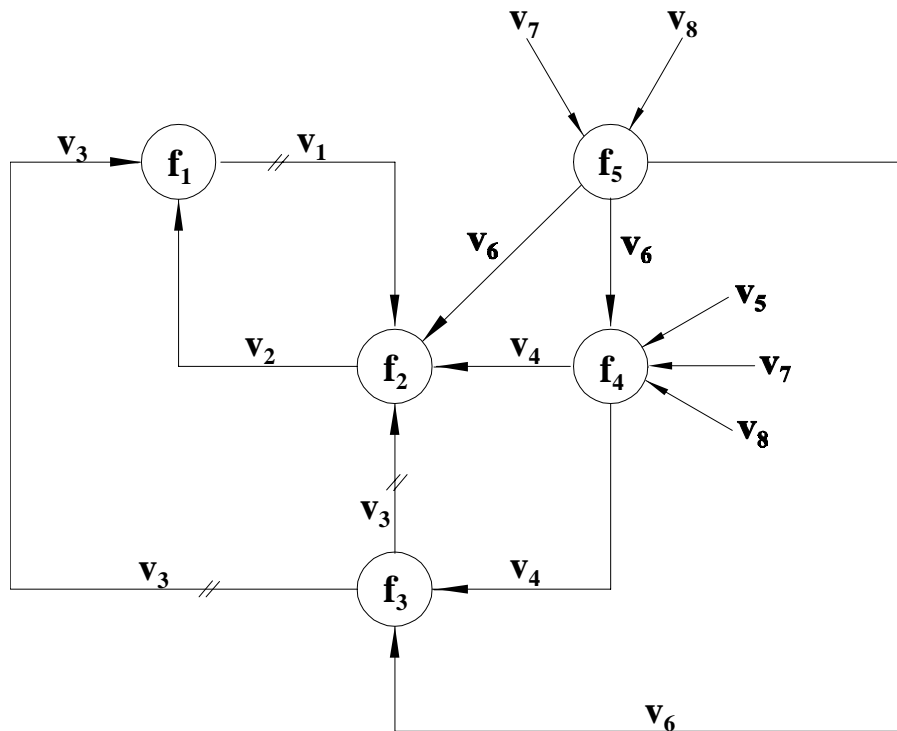 v₇ v₈
v₃ f₁ v₁ f₅
v₆ v₆
v₅
v₂ f₂ v₄ f₄ v₇
v₈
v₃
v₃ f₃ v₄
v₆